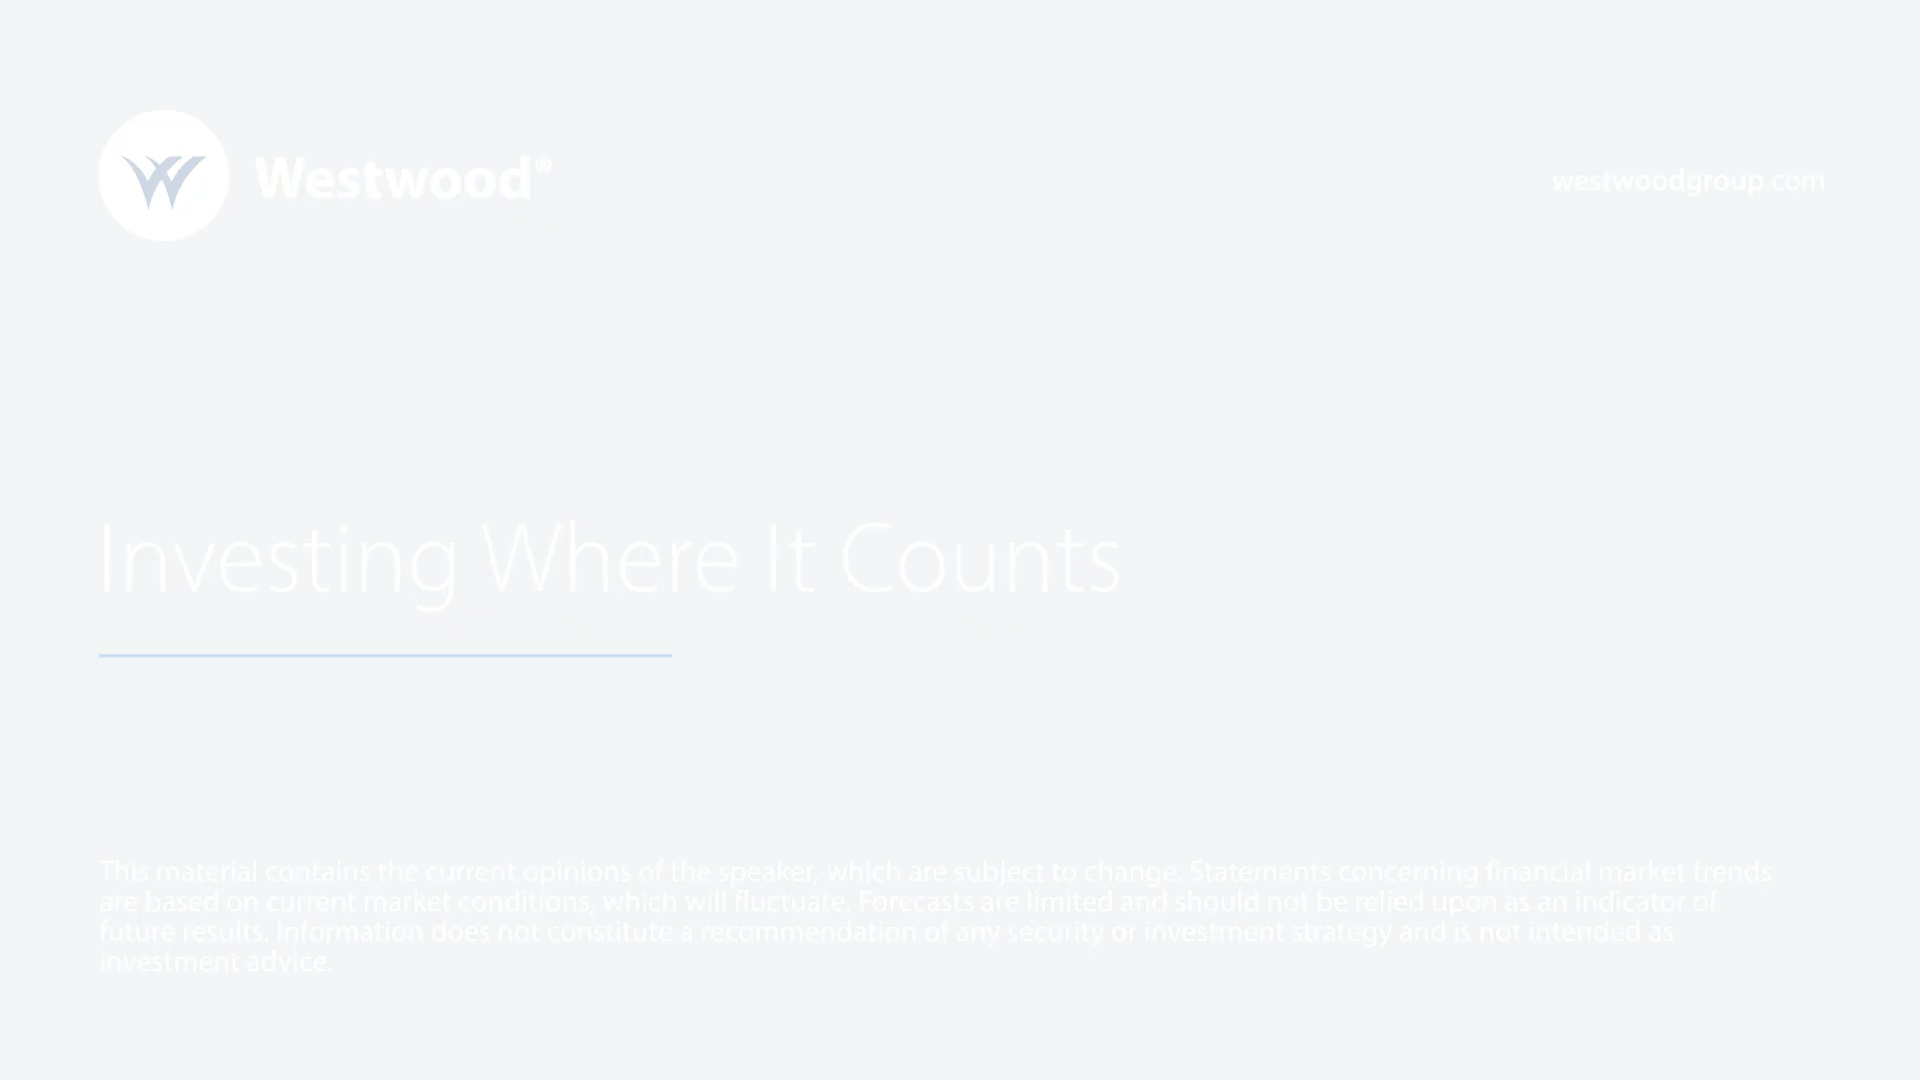 Westwood®
westwoodgroup.com
Investing Where It Counts
This material contains the current opinions of the speaker, which are subject to change. Statements concerning financial market trends
are based on current market conditions, which will fluctuate. Forecasts are limited and should not be relied upon as an indicator of
future results. Information does not constitute a recommendation of any security or investment strategy and is not intended as
investment advice.